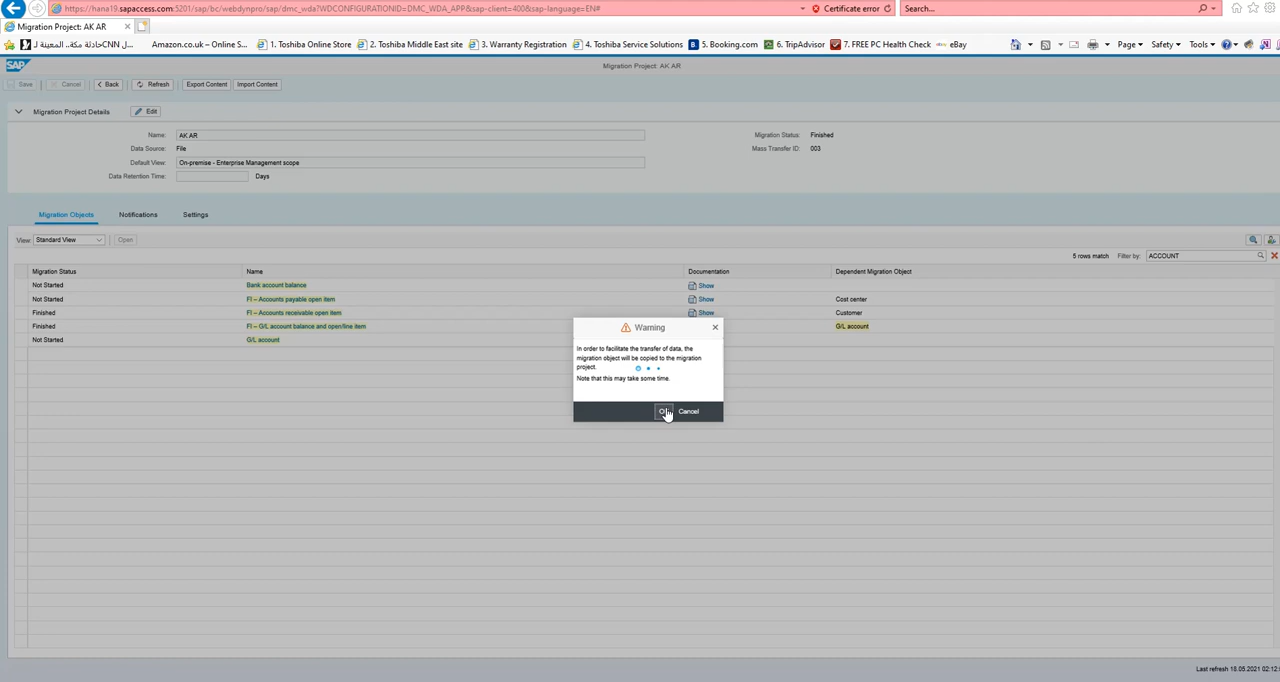 https://hana19.sapaccess.com:5201/sap/bc/webdynpro/sap/dmc_wda?WDCONFIGURATIONID=DMC_WDA_APP&sap-client=400&sap-language=EN#
Certificate error
Search...
Migration Project: AK AR
حادثة مكة.. المعينة لـ CNN
Amazon.co.uk – Online S...
1. Toshiba Online Store
2. Toshiba Middle East site
3. Warranty Registration
4. Toshiba Service Solutions
5. Booking.com
6. TripAdvisor
7. FREE PC Health Check
eBay
Page
Safety
Tools
SAP
Migration Project: AK AR
Save
Cancel
Back
Refresh
Export Content
Import Content
Migration Project Details
Edit
Name: AK AR
Migration Status: Finished
Data Source: File
Mass Transfer ID: 003
Default View: On-premise - Enterprise Management scope
Data Retention Time: Days
Migration Objects
Notifications
Settings
View: Standard View
Open
5 rows match Filter by: ACCOUNT
Migration Status Name Documentation Dependent Migration Object
Not Started Bank account balance Show
Not Started FI – Accounts payable open item Show Cost center
Finished FI – Accounts receivable open item Show Customer
Finished FI – G/L account balance and open/line item G/L account
Not Started G/L account
Warning
In order to facilitate the transfer of data, the
migration object will be copied to the migration
project.
Note that this may take some time.
Cancel
Last refresh 18.05.2021 02:12: